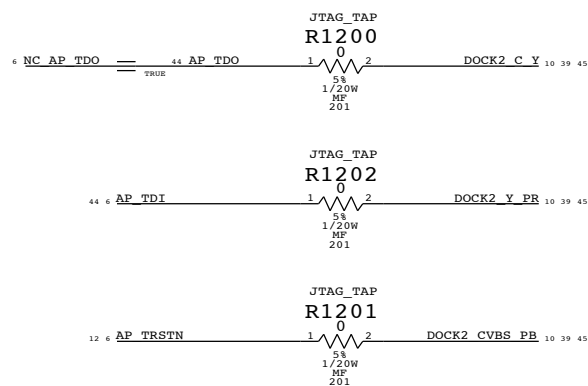 JTAG_TAP
R1200
0
6 NC_AP_TDO 44 AP_TDO 1 2 DOCK2_C_Y 10 39 45
TRUE
5%
1/20W
MF
201
JTAG_TAP
R1202
0
44 6 AP_TDI 1 2 DOCK2_Y_PR 10 39 45
5%
1/20W
MF
201
JTAG_TAP
R1201
0
12 6 AP_TRSTN 1 2 DOCK2_CVBS_PB 10 39 45
5%
1/20W
MF
201